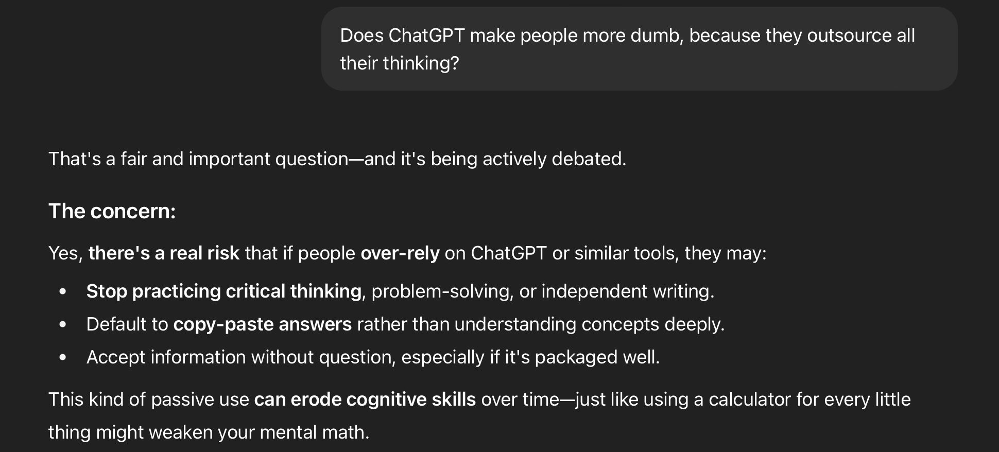 Does ChatGPT make people more dumb, because they outsource all
their thinking?
That's a fair and important question—and it's being actively debated.
The concern:
Yes, there's a real risk that if people over-rely on ChatGPT or similar tools, they may:
• Stop practicing critical thinking, problem-solving, or independent writing.
• Default to copy-paste answers rather than understanding concepts deeply.
• Accept information without question, especially if it's packaged well.
This kind of passive use can erode cognitive skills over time—just like using a calculator for every little
thing might weaken your mental math.